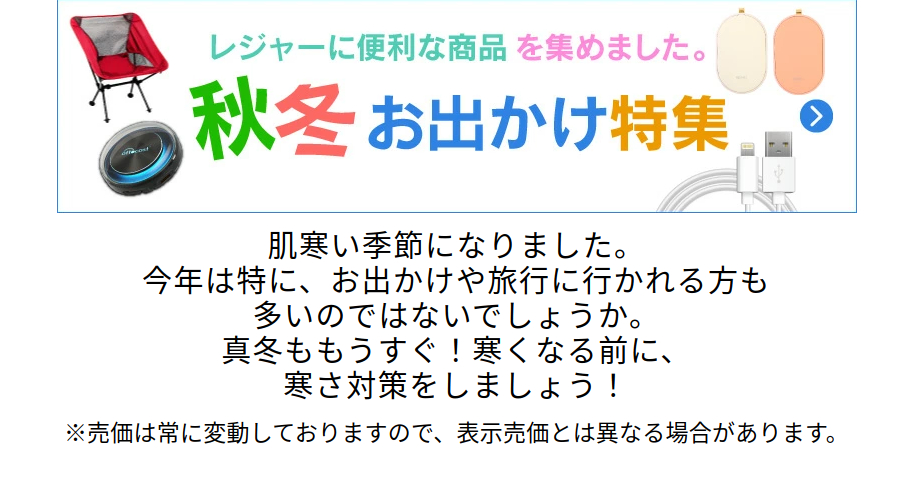 レジャーに便利な商品を集めました。
秋冬お出かけ特集
肌寒い季節になりました。
今年は特に、お出かけや旅行に行かれる方も
多いのではないでしょうか。
真冬ももうすぐ！寒くなる前に、
寒さ対策をしましょう！
※売価は常に変動しておりますので、表示売価とは異なる場合があります。